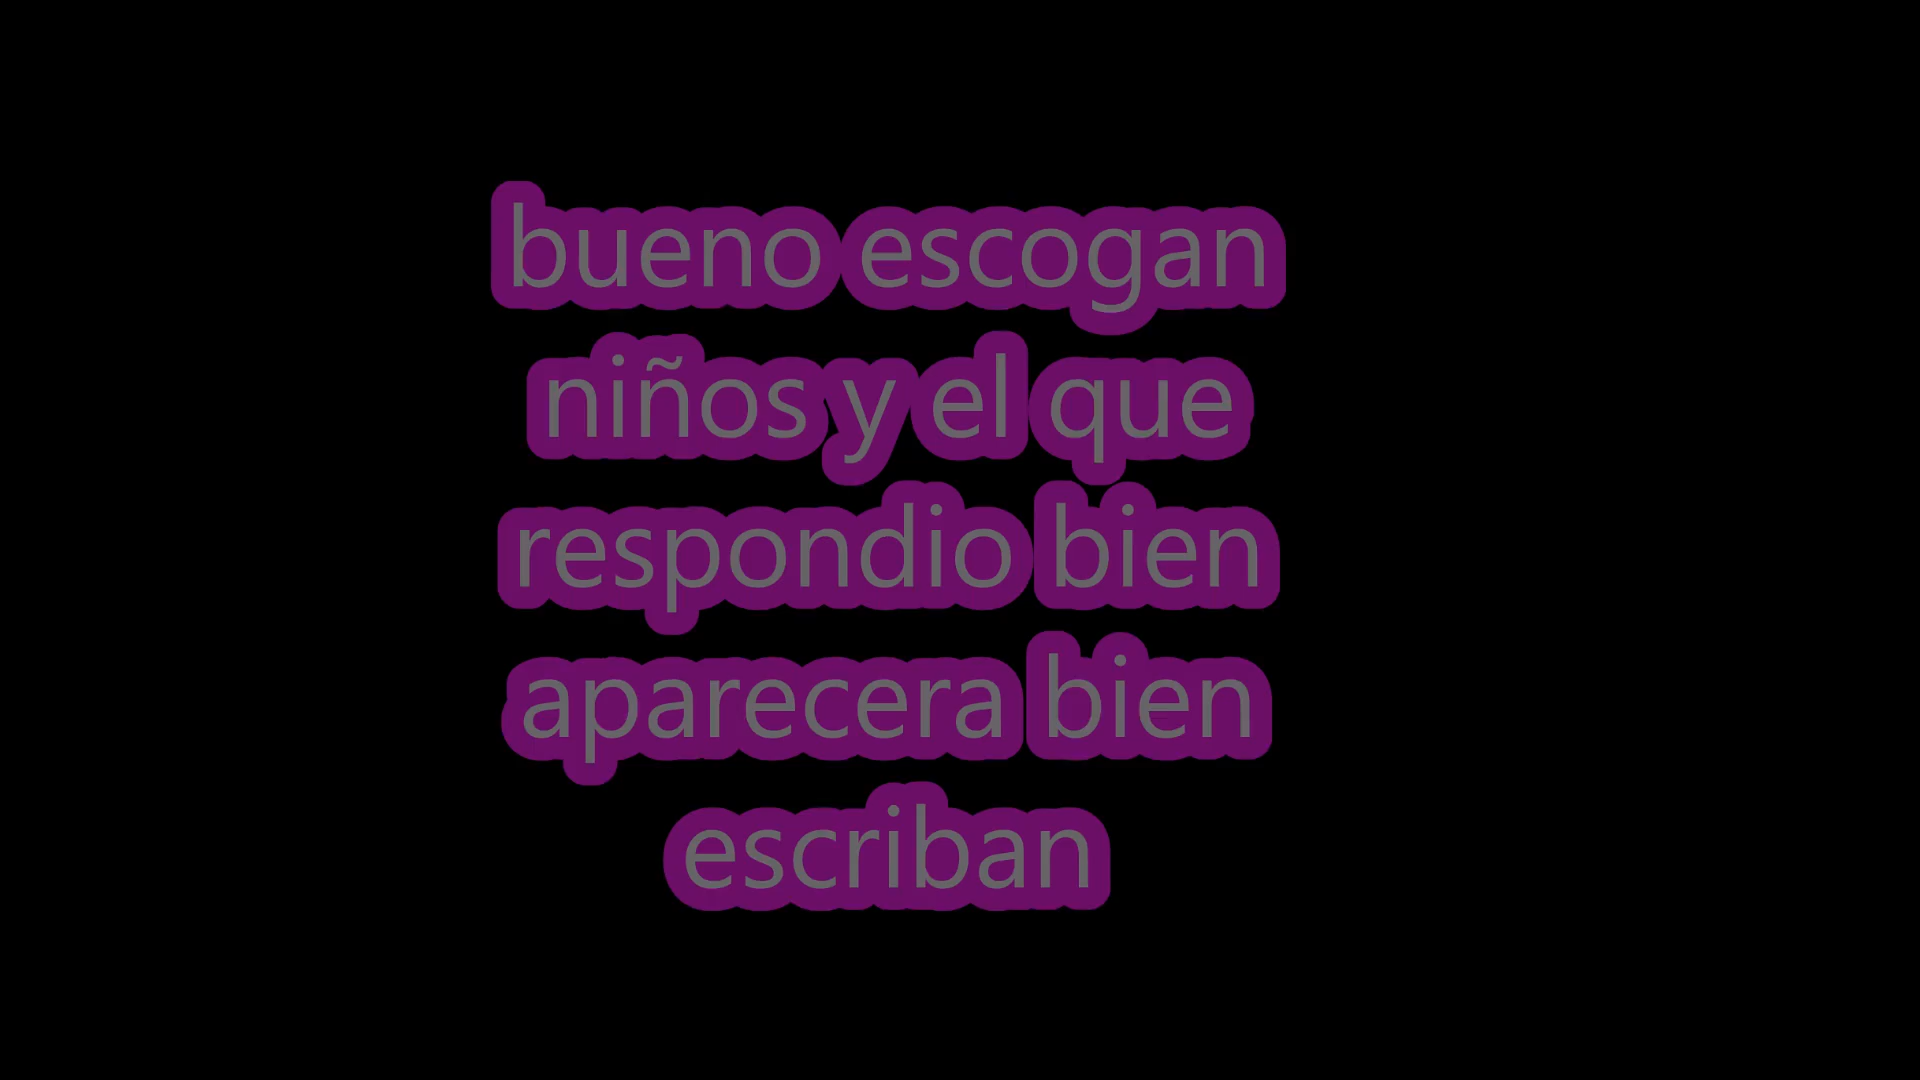 bueno escogan
niños y el que
respondio bien
aparecera bien
escriban